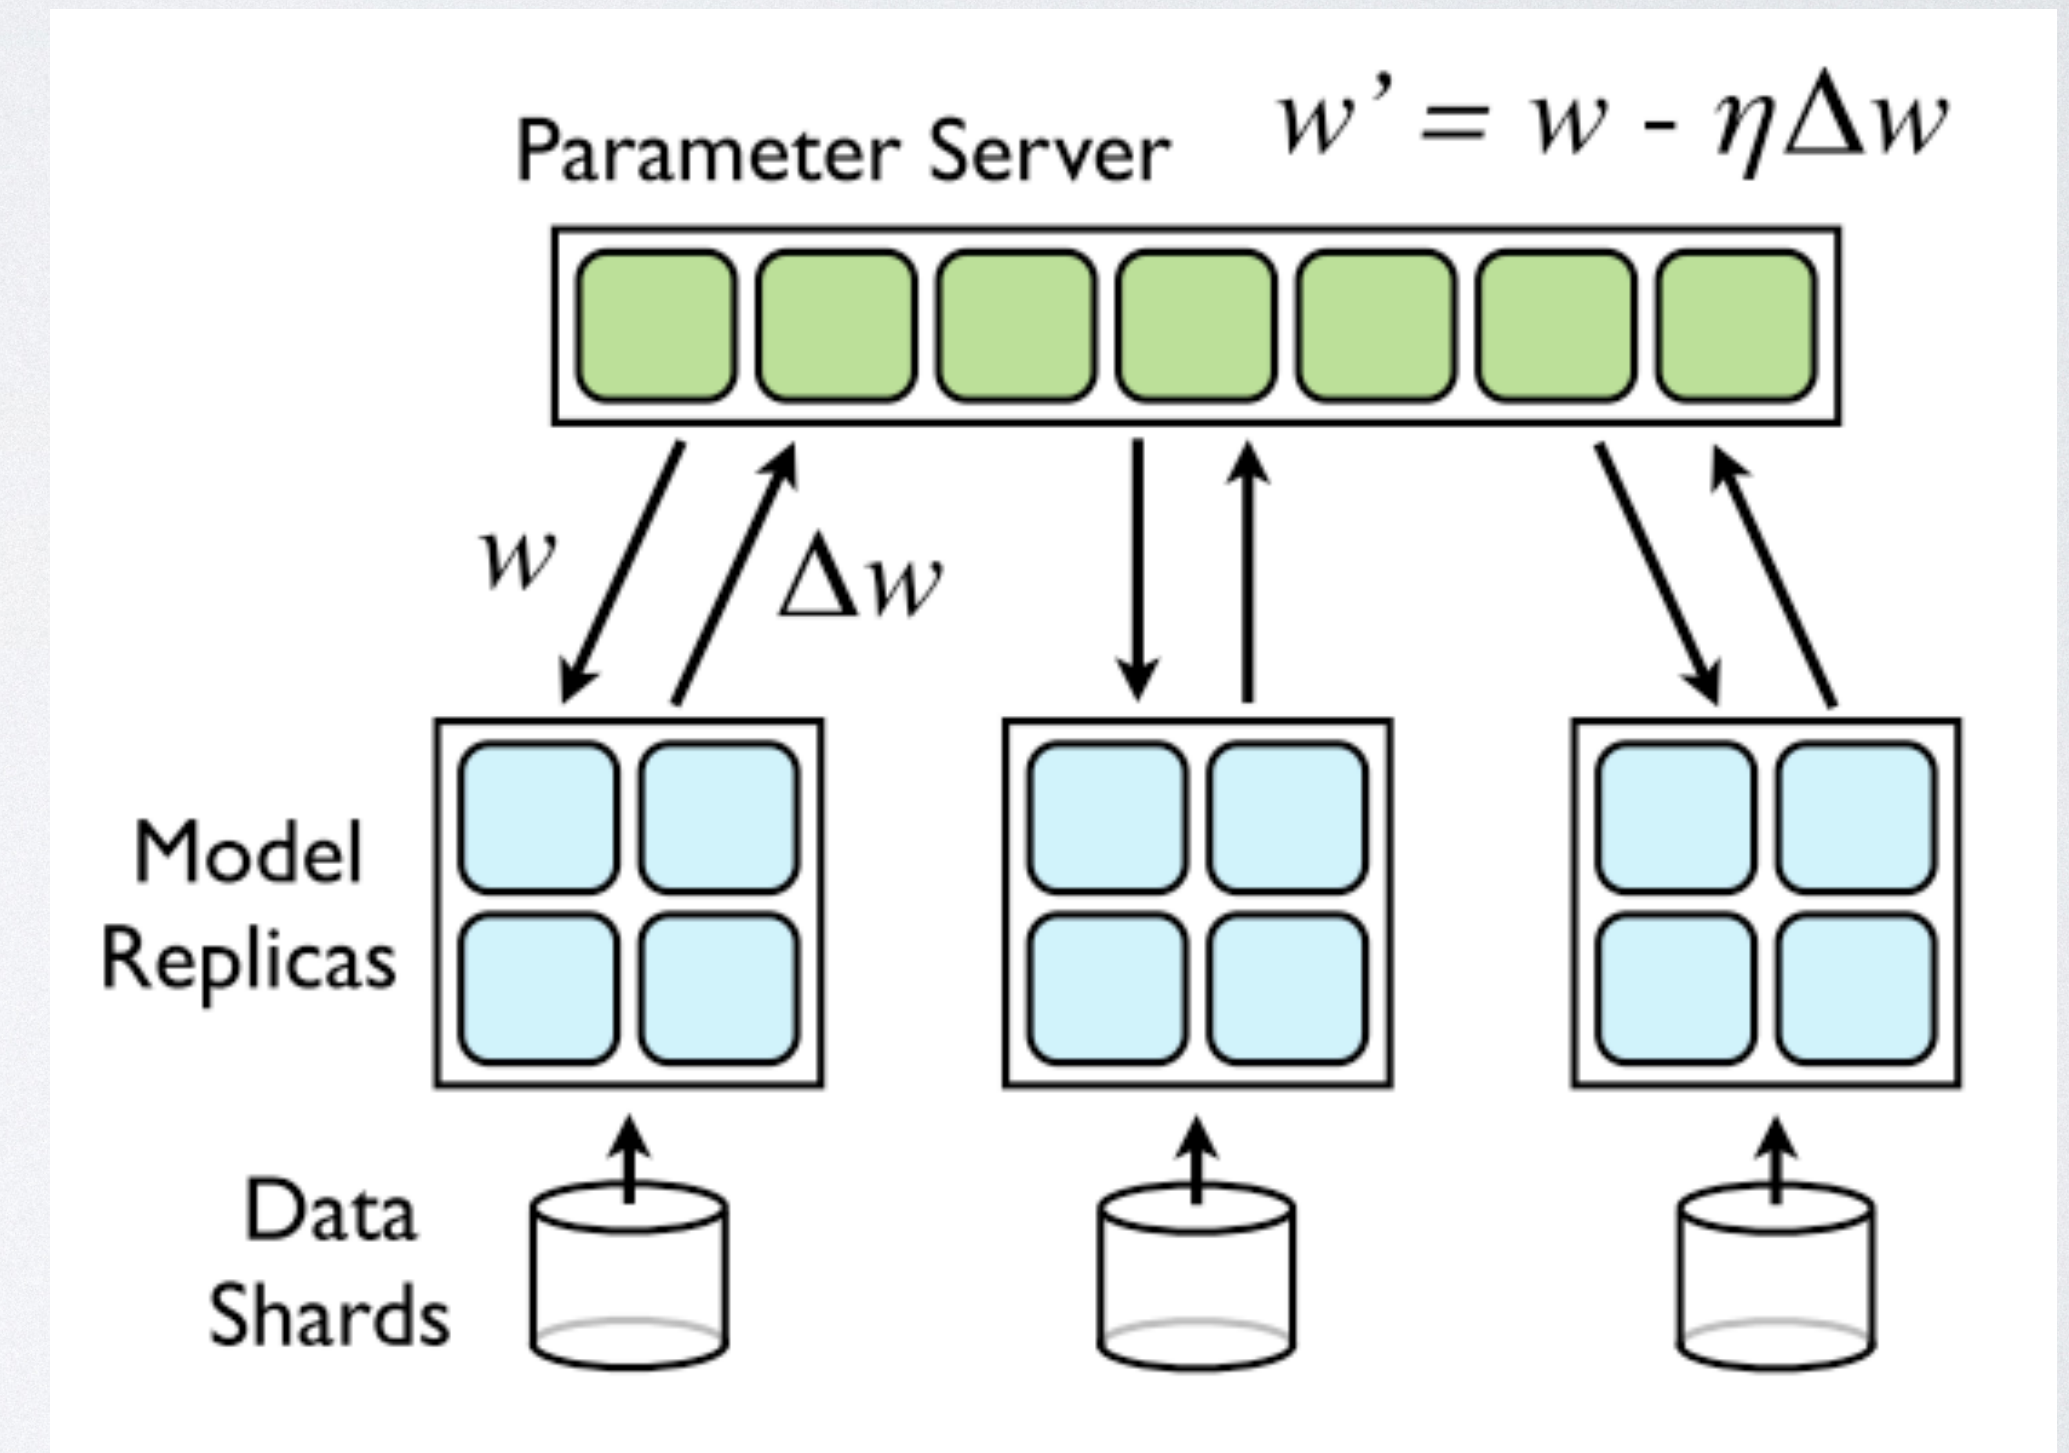 Parameter Server
w’ = w - ηΔw
w
Δw
Model
Replicas
Data
Shards